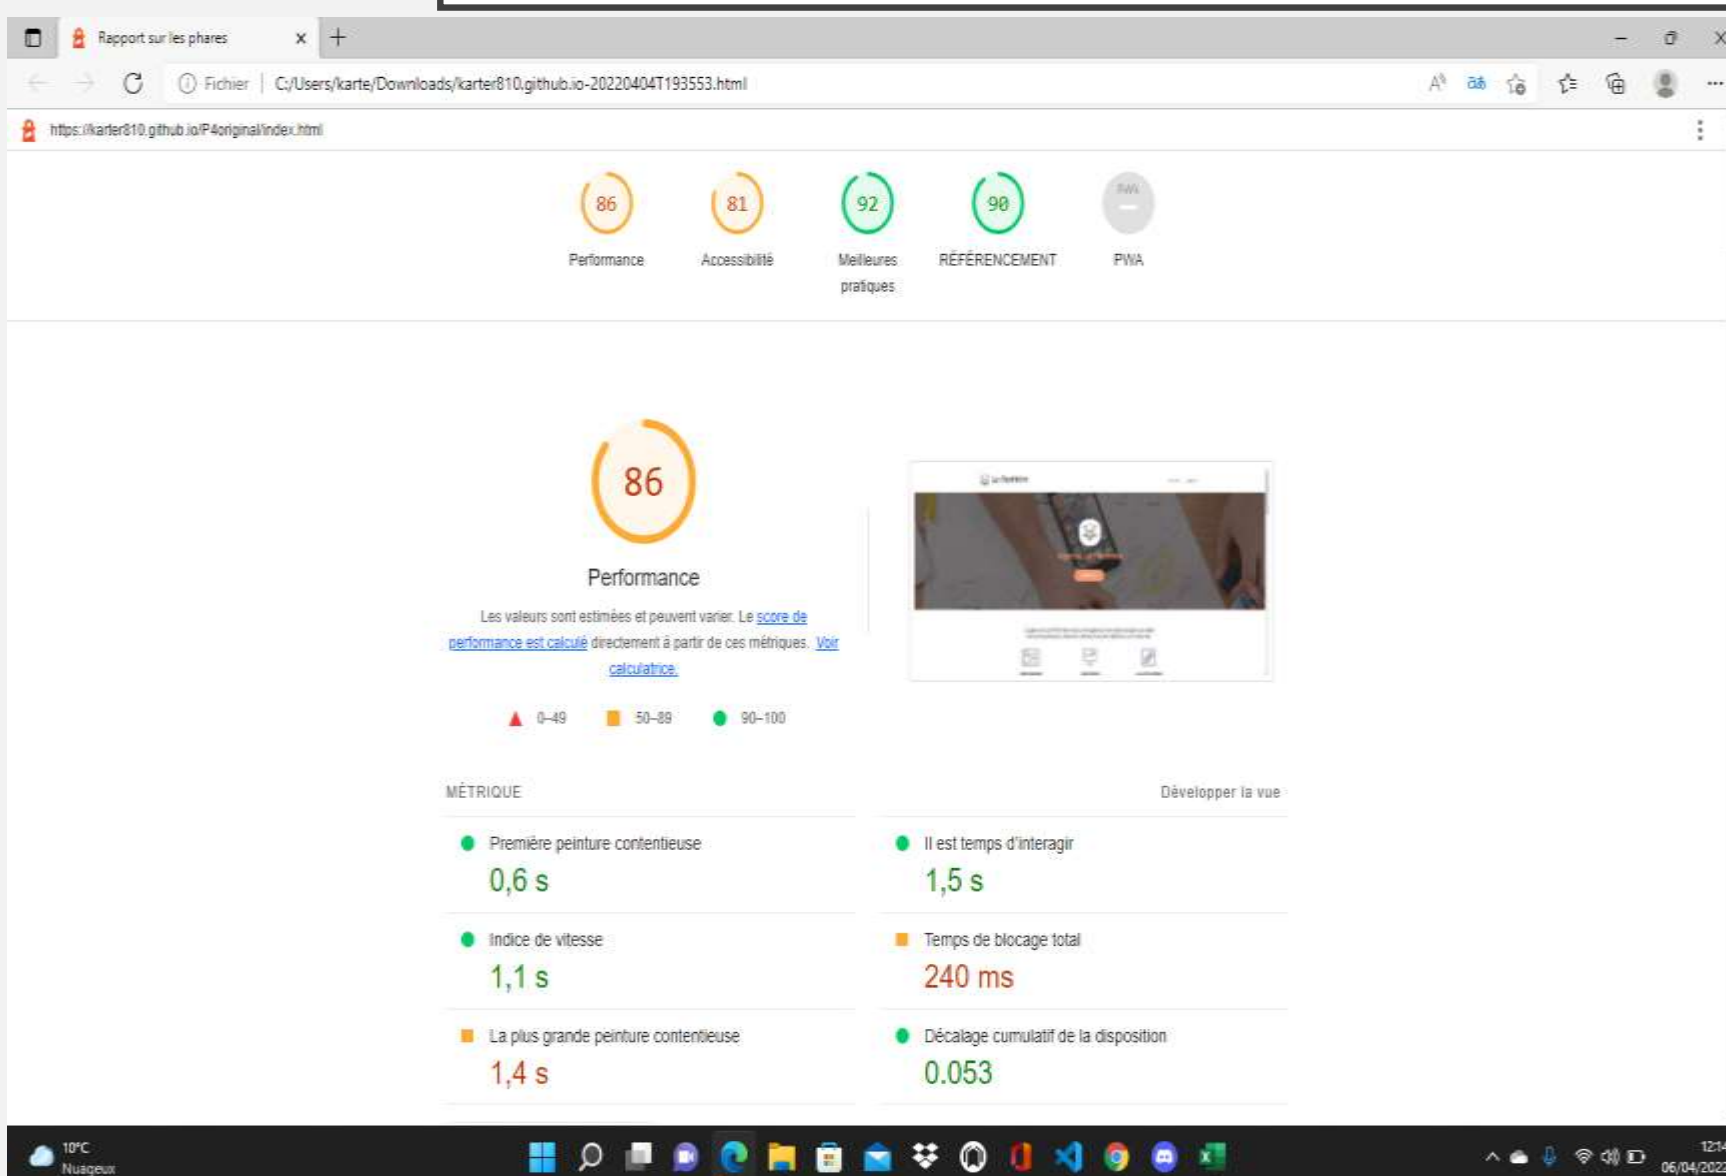 Rapport sur les phares
Fichier | C:/Users/karte/Downloads/karter810.github.io-20220404T193553.html
https://karter810.github.io/P4original/index.html
86
81
92
90
PWA
Performance
Accessibilité
Meilleures pratiques
RÉFÉRENCEMENT
PWA
86
Performance
Les valeurs sont estimées et peuvent varier. Le score de
performance est calculé directement à partir de ces métriques. Voir
calculatrice.
0–49
50–89
90–100
MÉTRIQUE
Développer la vue
Première peinture contentieuse
0,6 s
Il est temps d'interagir
1,5 s
Indice de vitesse
1,1 s
Temps de blocage total
240 ms
La plus grande peinture contentieuse
1,4 s
Décalage cumulatif de la disposition
0.053
10°C
Nuageux
12:14
06/04/2022